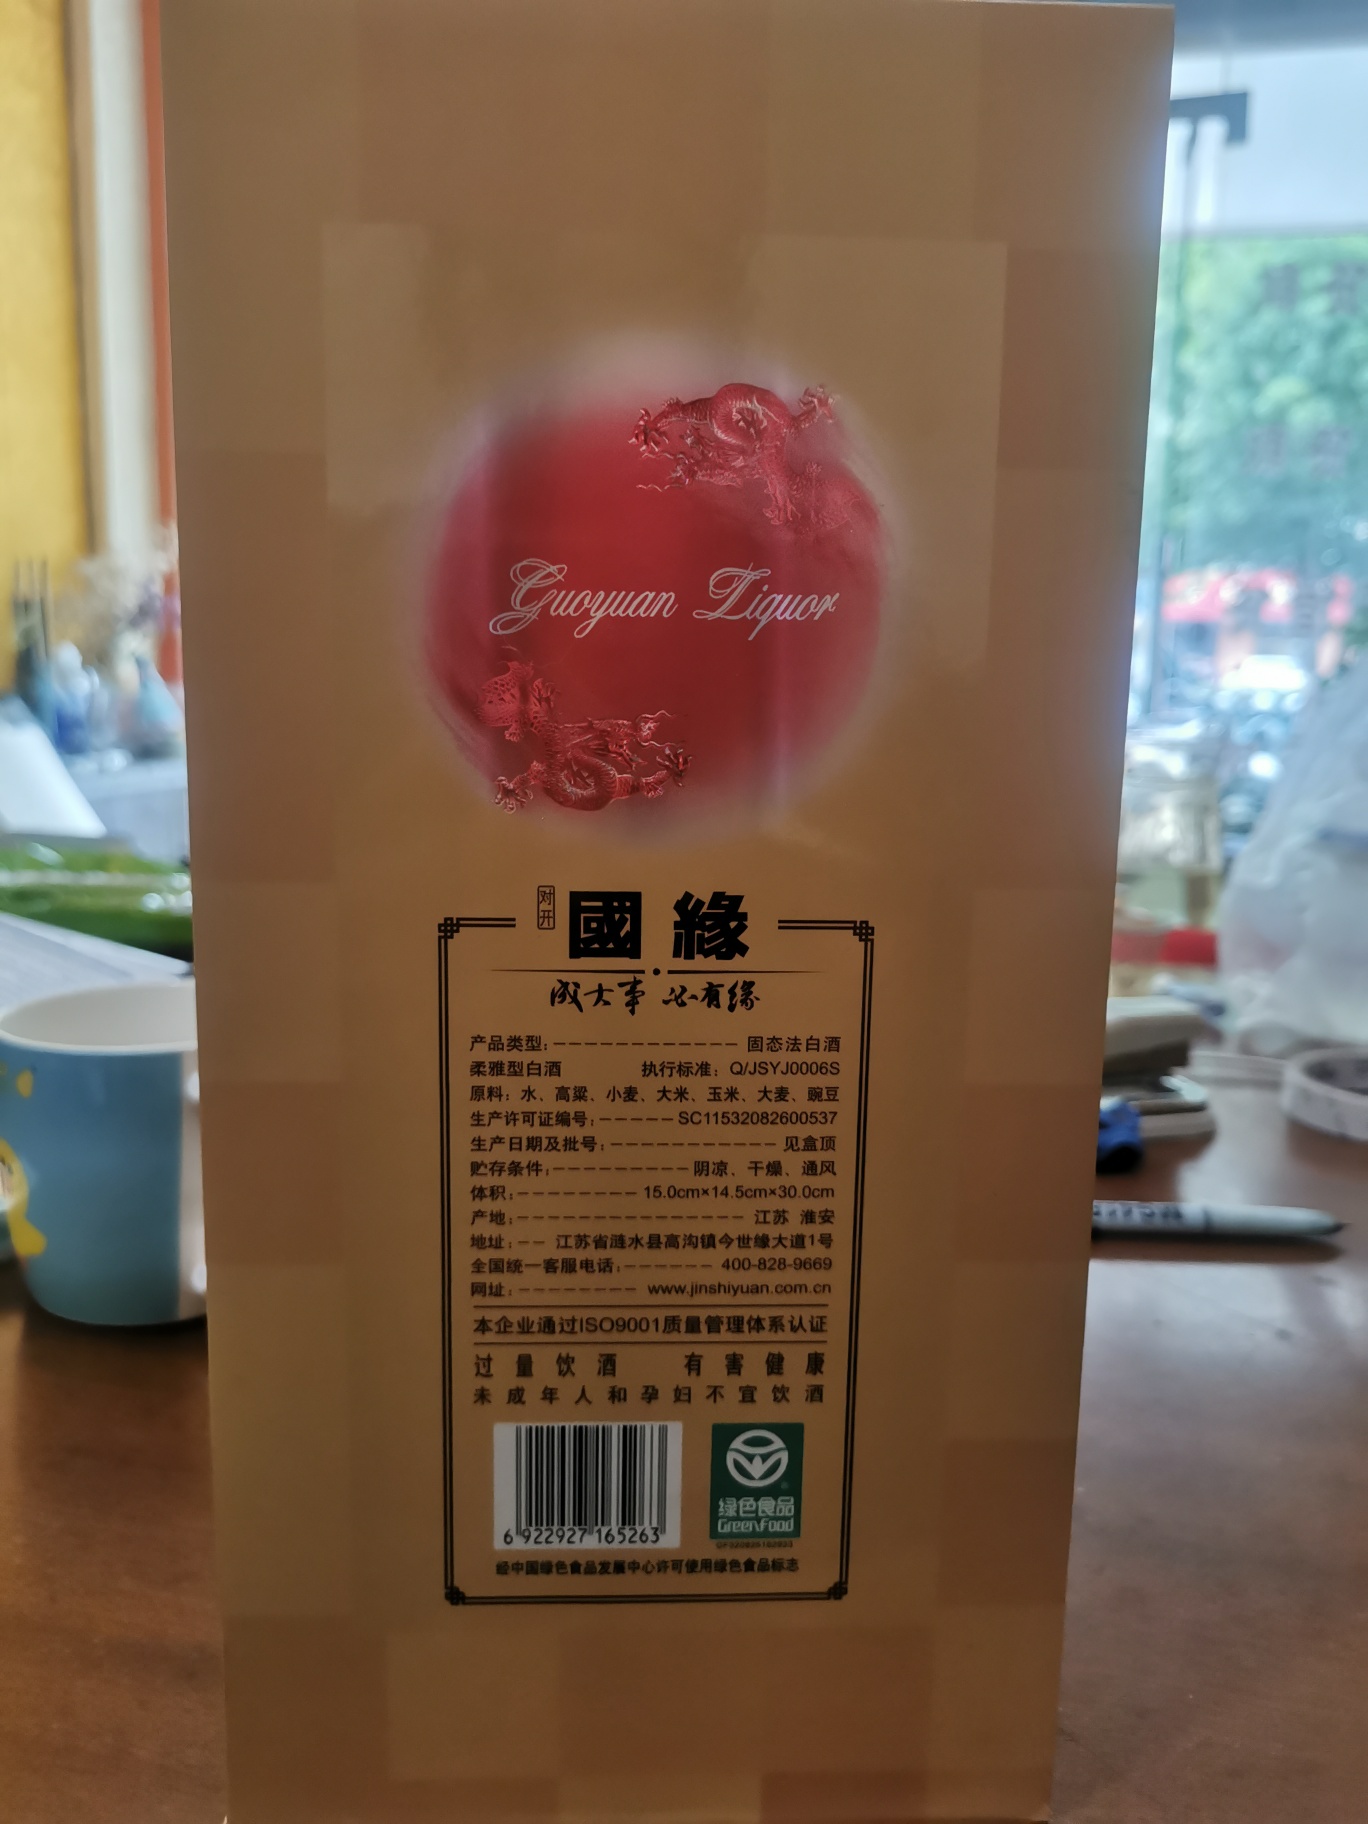 Guoyuan Liquor
对开
國緣
成大事 必有缘
产品类型:------------固态法白酒
柔雅型白酒 执行标准: Q/JSYJ0006S
原料: 水、高粱、小麦、大米、玉米、大麦、豌豆
生产许可证编号:-----SC11532082600537
生产日期及批号:-----------见盒顶
贮存条件:---------阴凉、干燥、通风
体积:--------15.0cm×14.5cm×30.0cm
产地:---------------江苏 淮安
地址:--江苏省涟水县高沟镇今世缘大道1号
全国统一客服电话:------400-828-9669
网址:--------www.jinshiyuan.com.cn
本企业通过ISO9001质量管理体系认证
过量饮酒 有害健康
未成年人和孕妇不宜饮酒
6 922927 165263
绿色食品
Greenfood
经中国绿色食品发展中心许可使用绿色食品标志